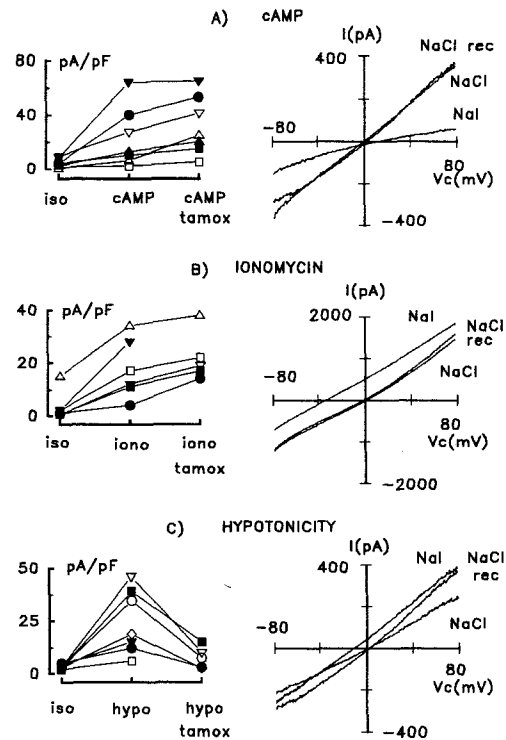 A) cAMP
pA/pF
80
40
0
iso
cAMP
cAMP
tamox
I(pA)
400
NaCl rec
NaCl
NaI
-80
80
Vc(mV)
-400
B) IONOMYCIN
pA/pF
40
20
0
iso
iono
iono
tamox
I(pA)
2000
NaI
NaCl
rec
NaCl
-80
80
Vc(mV)
-2000
C) HYPOTONICITY
pA/pF
50
25
0
iso
hypo
hypo
tamox
I(pA)
400
NaI
NaCl
rec
NaCl
-80
80
Vc(mV)
-400